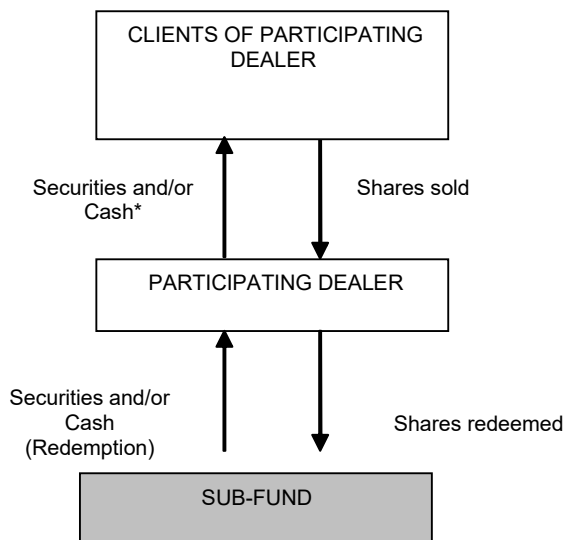 CLIENTS OF PARTICIPATING
DEALER
Securities and/or
Cash*
Shares sold
PARTICIPATING DEALER
Securities and/or
Cash
(Redemption)
Shares redeemed
SUB-FUND